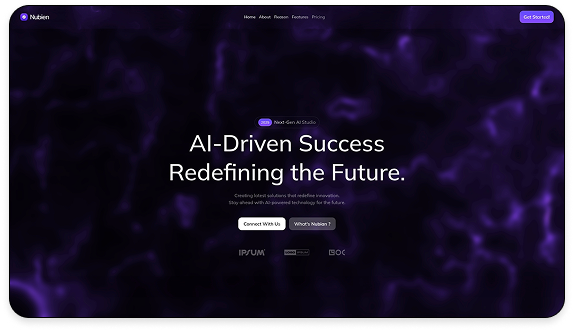 Nubien
Home About Reason Features Pricing
Get Started!
2025 Next-Gen AI Studio
AI-Driven Success
Redefining the Future.
Creating latest solutions that redefine innovation.
Stay ahead with AI-powered technology for the future.
Connect With Us
What's Nubien ?
IPSUM